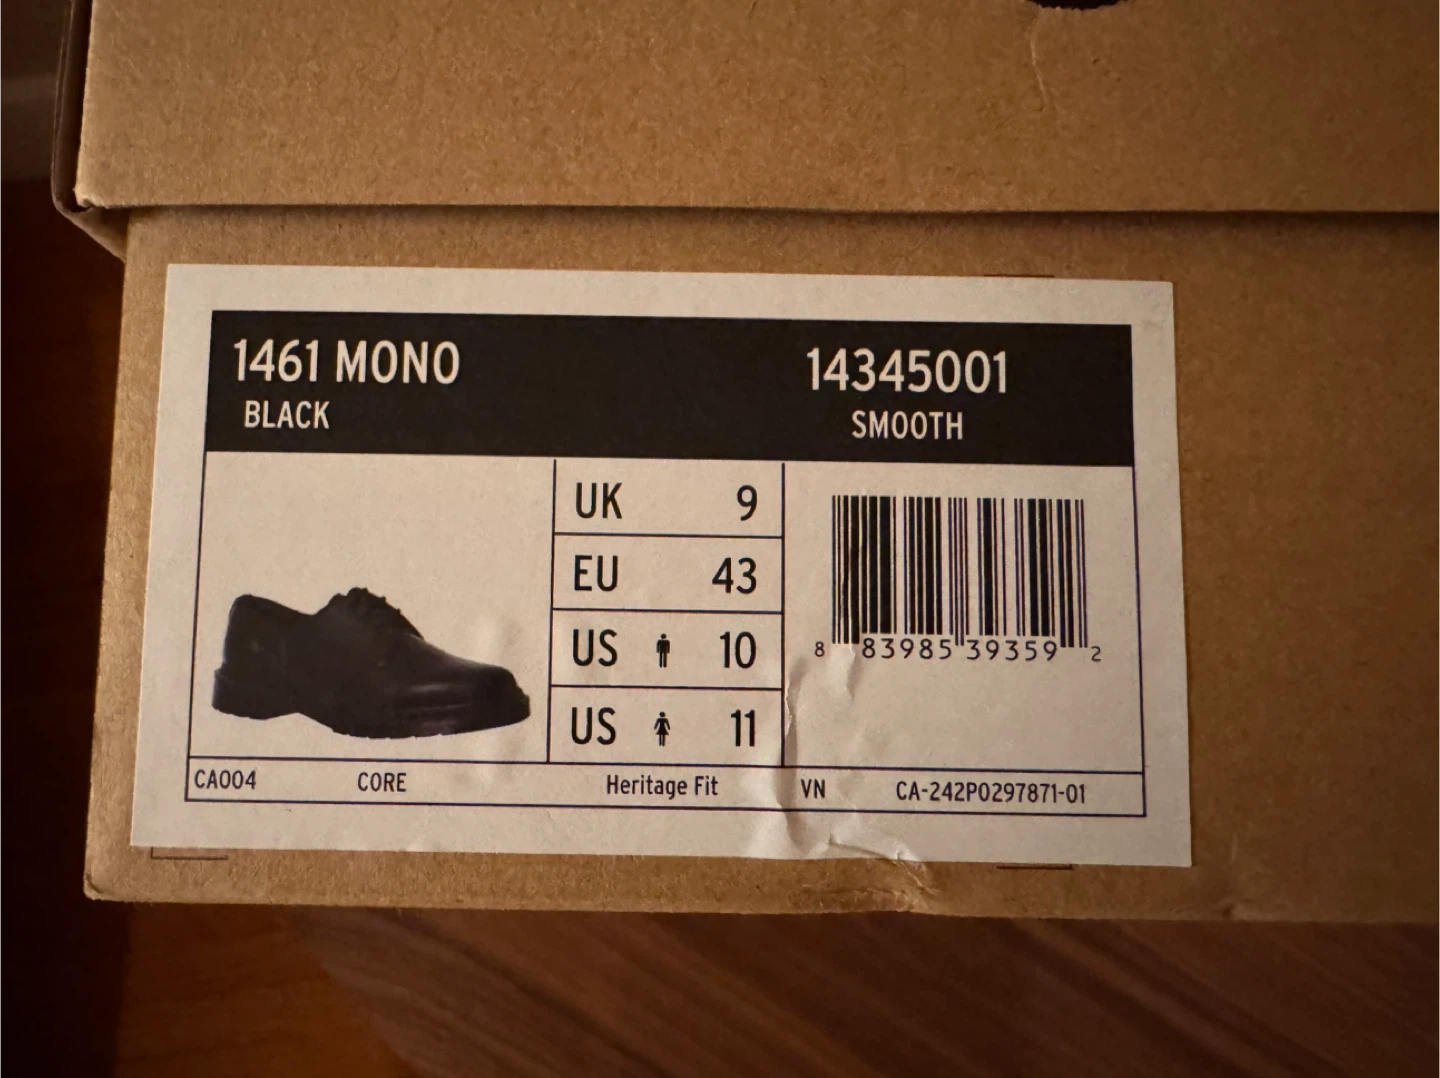 1461 MONO 14345001
BLACK SMOOTH
UK 9
EU 43
US 10
US 11
8 83985 39359 2
CA004 CORE Heritage Fit VN CA-242P0297871-01